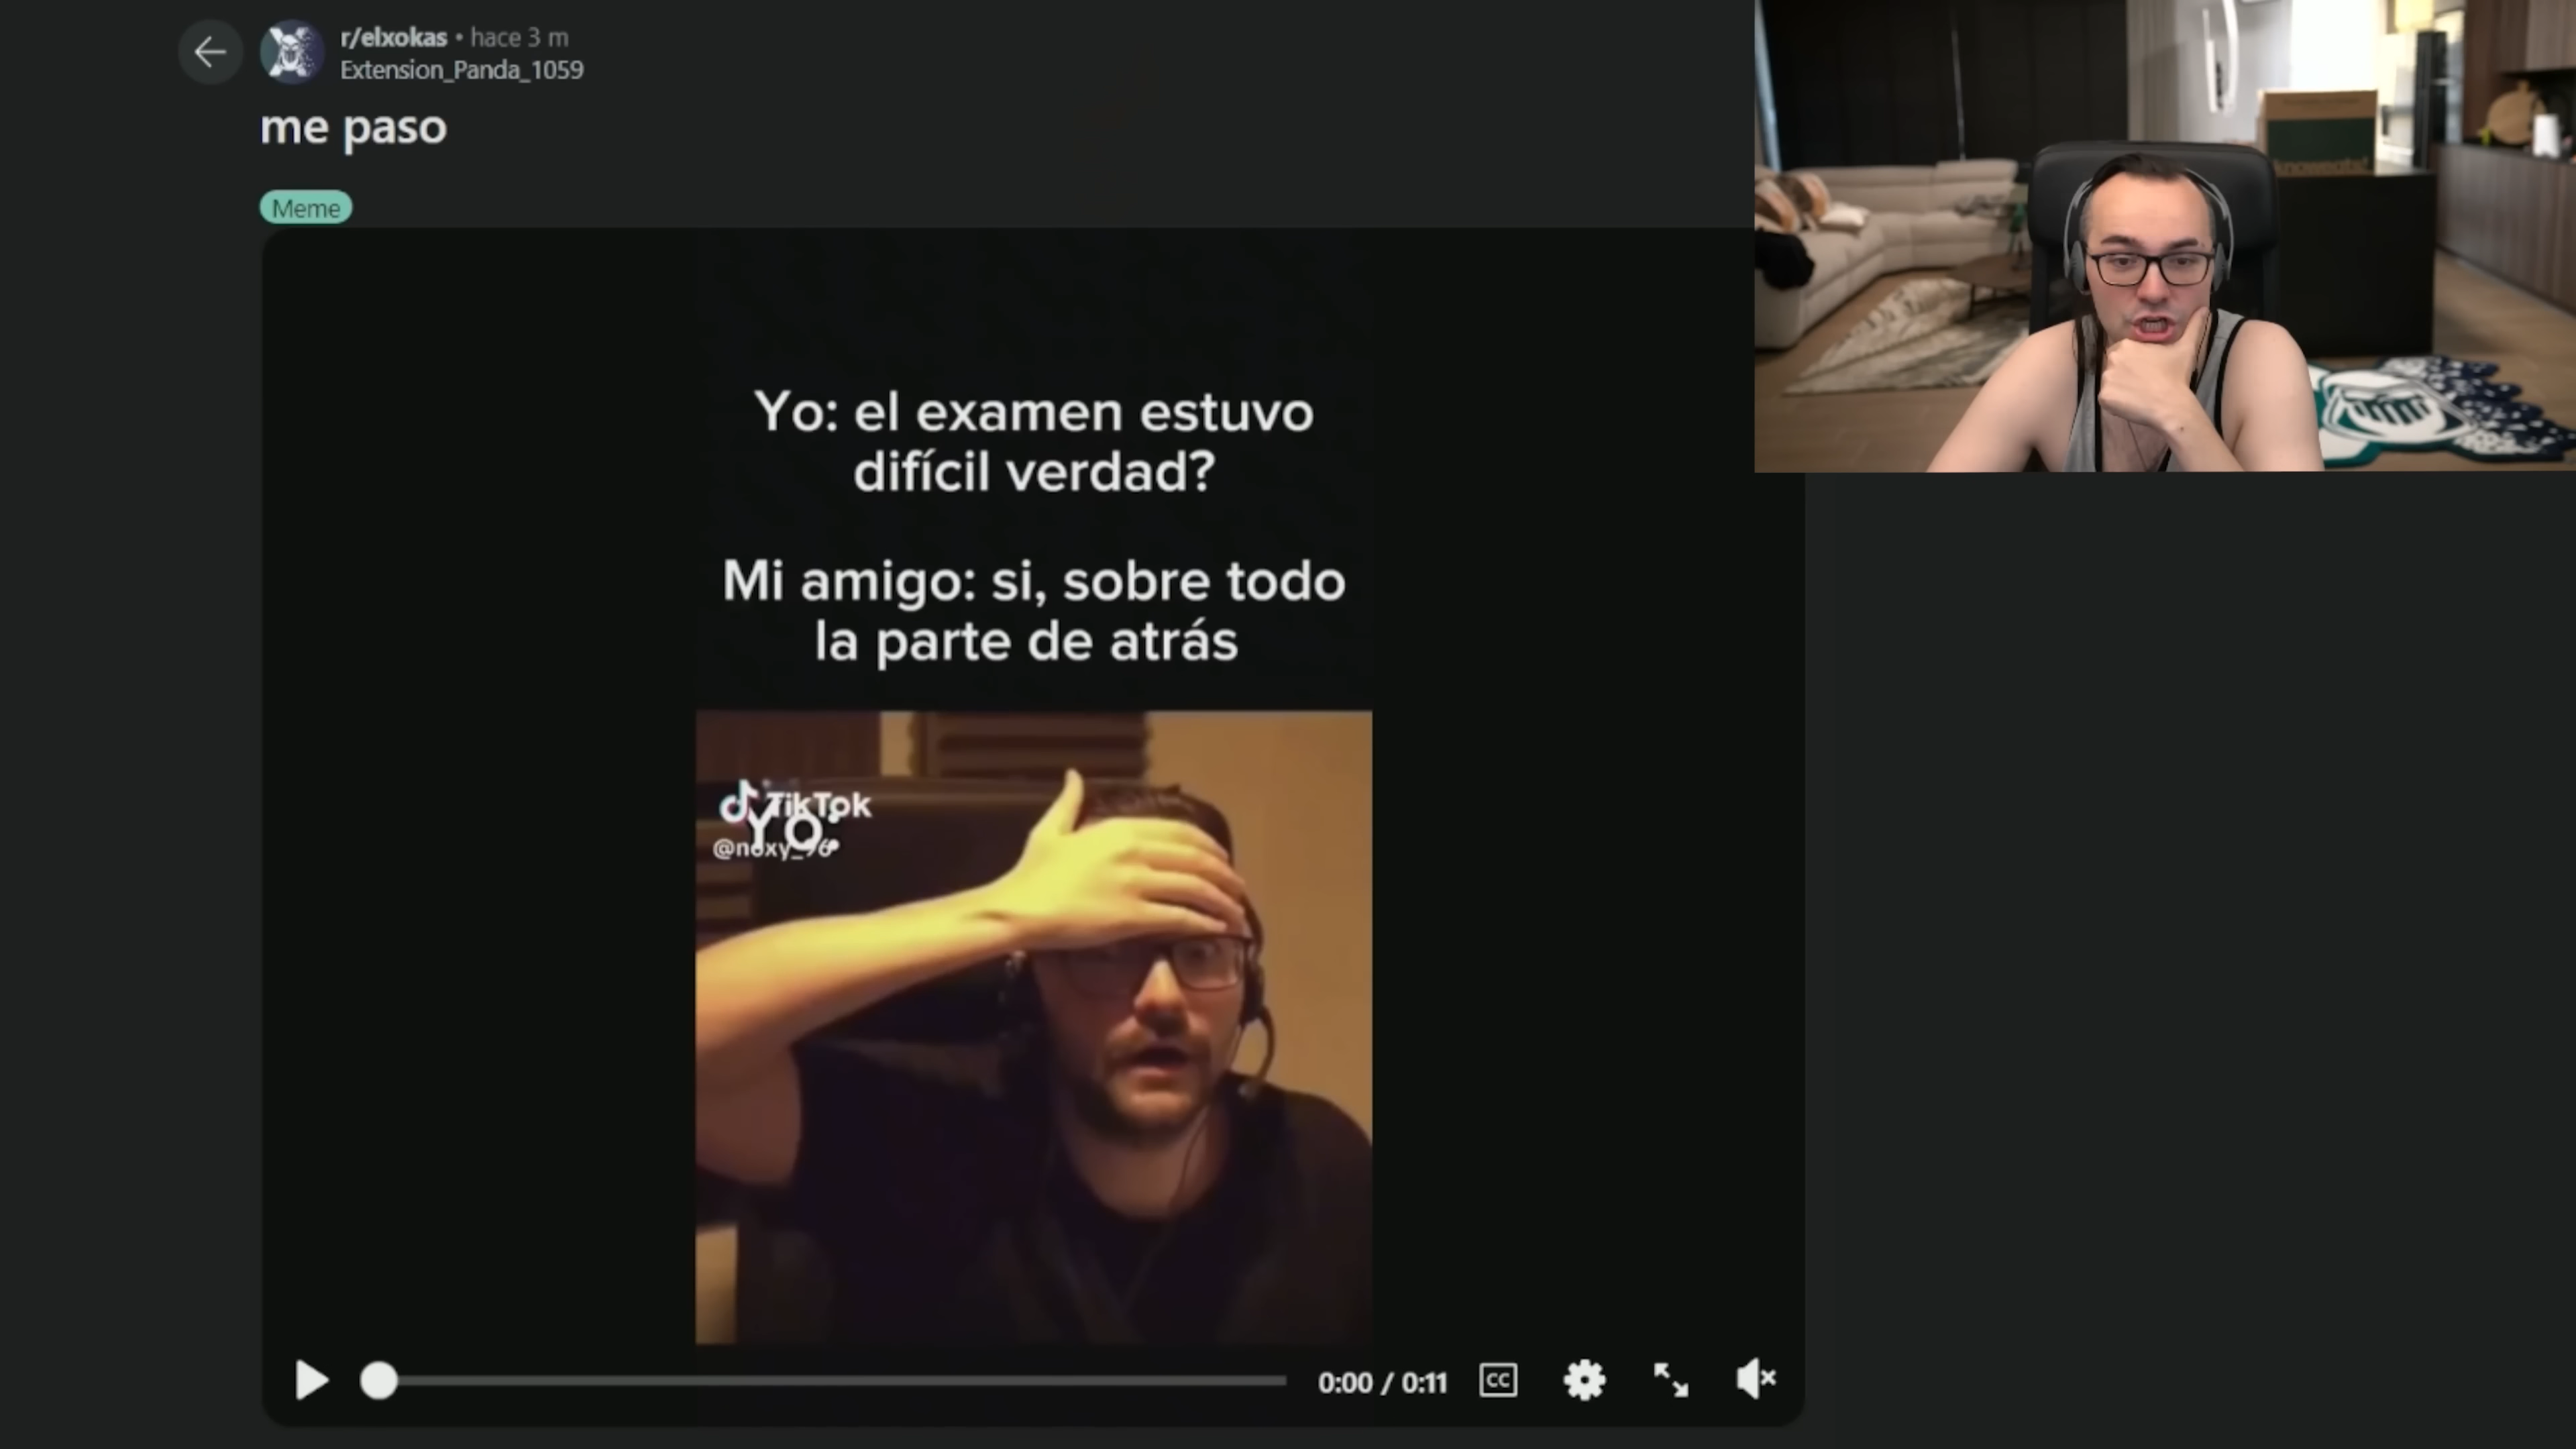 r/elxokas • hace 3 m
Extension_Panda_1059
me paso
Meme
Yo: el examen estuvo
difícil verdad?
Mi amigo: si, sobre todo
la parte de atrás
TikTok
Yo:
@noxy_96
0:00 / 0:11
CC